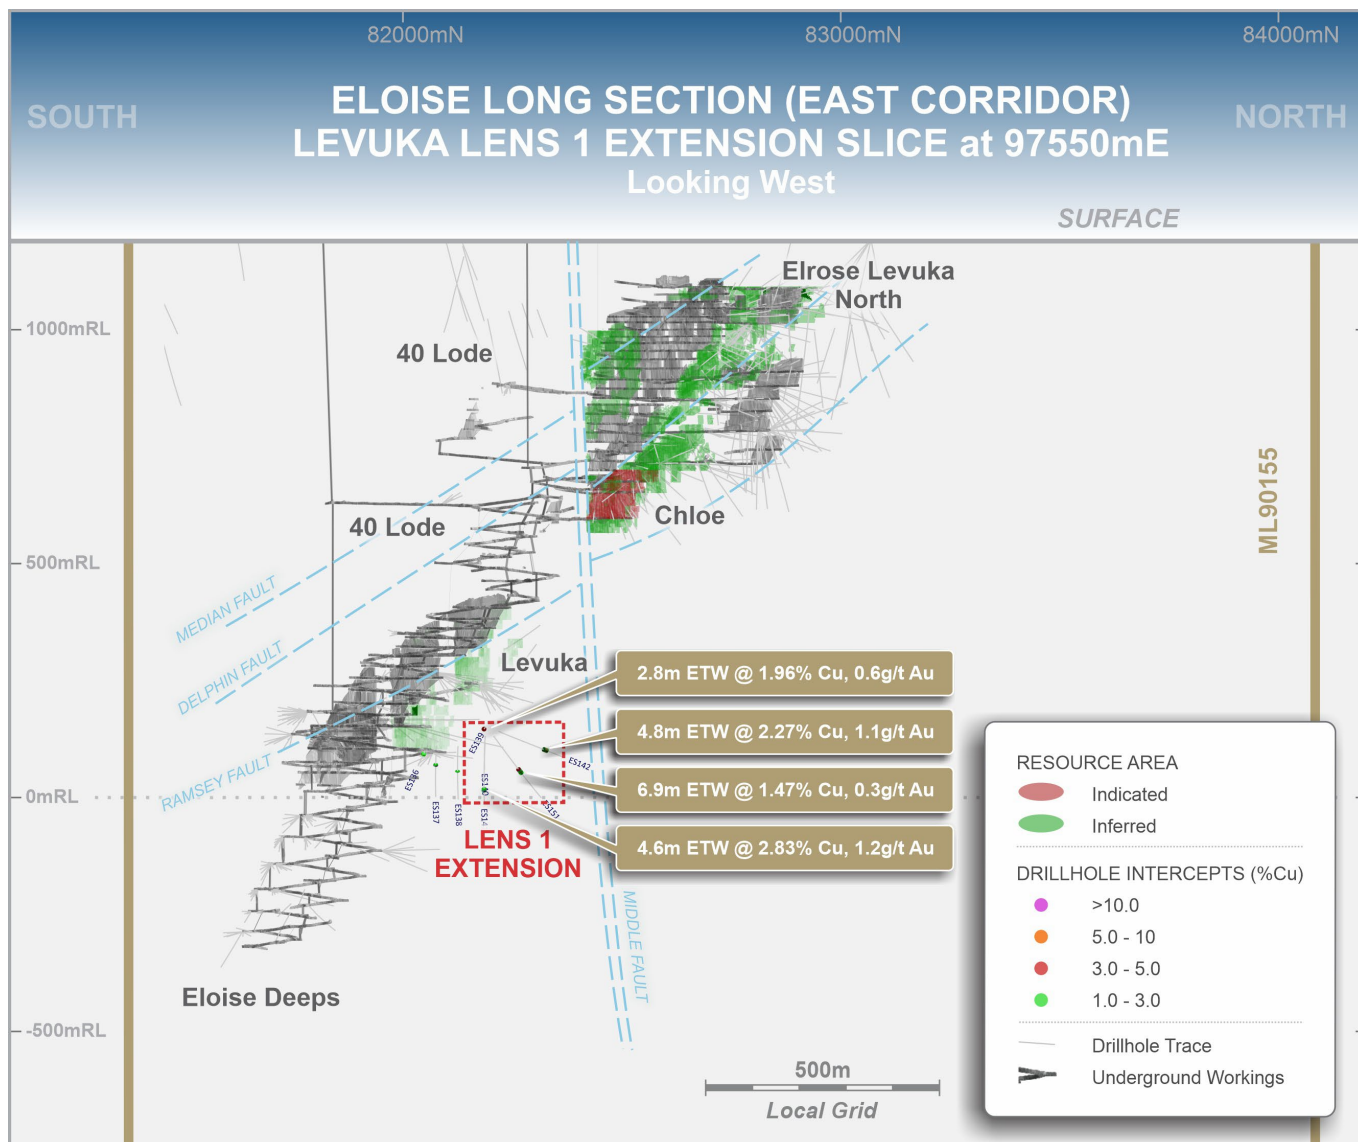 82000mN
83000mN
84000mN
SOUTH
NORTH
ELOISE LONG SECTION (EAST CORRIDOR)
LEVUKA LENS 1 EXTENSION SLICE at 97550mE
Looking West
SURFACE
Elrose Levuka
North
1000mRL
40 Lode
ML90155
40 Lode
Chloe
500mRL
MEDIAN FAULT
DELPHIN FAULT
RAMSEY FAULT
Levuka
2.8m ETW @ 1.96% Cu, 0.6g/t Au
4.8m ETW @ 2.27% Cu, 1.1g/t Au
6.9m ETW @ 1.47% Cu, 0.3g/t Au
4.6m ETW @ 2.83% Cu, 1.2g/t Au
ES139
ES142
ES136
ES137
ES138
ES151
0mRL
LENS 1
EXTENSION
MIDDLE FAULT
Eloise Deeps
-500mRL
500m
Local Grid
RESOURCE AREA
Indicated
Inferred
DRILLHOLE INTERCEPTS (%Cu)
>10.0
5.0 - 10
3.0 - 5.0
1.0 - 3.0
Drillhole Trace
Underground Workings